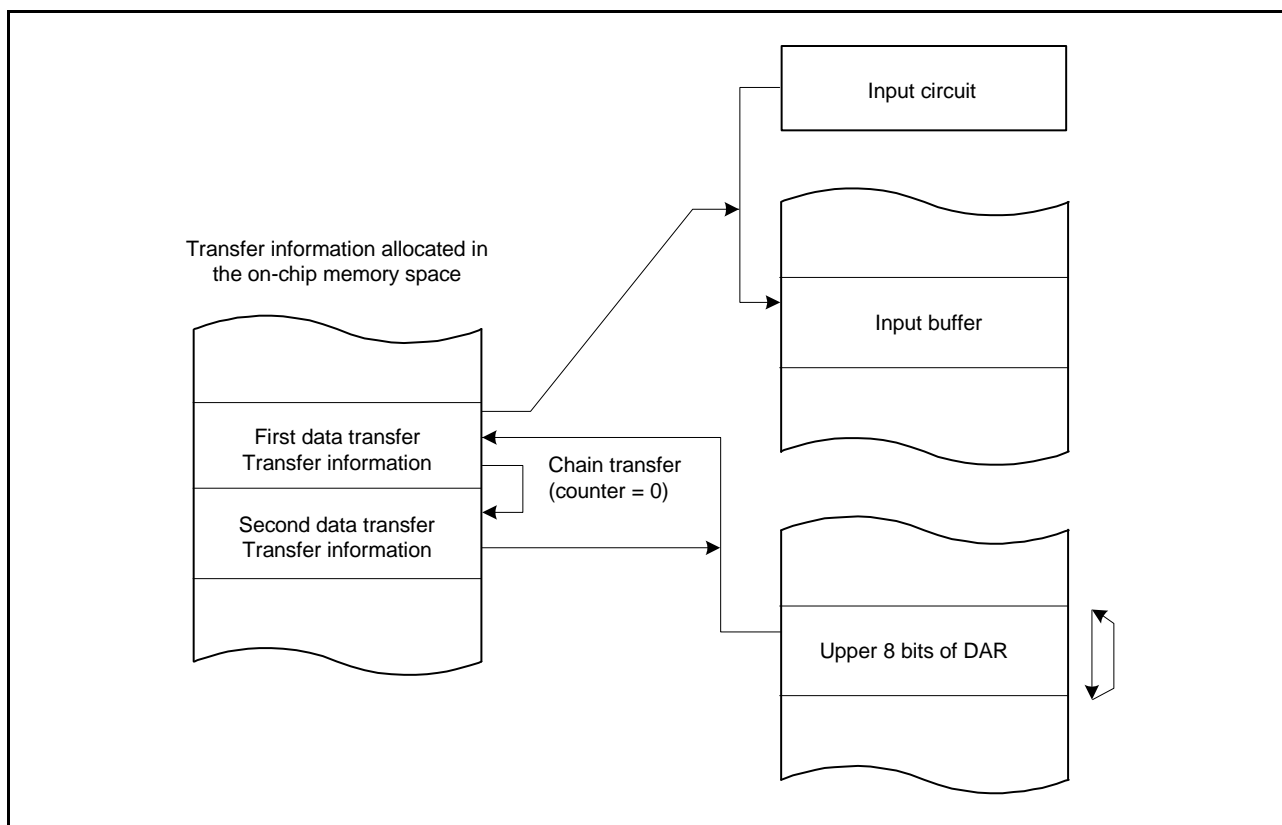 Input circuit
Transfer information allocated in
the on-chip memory space
Input buffer
First data transfer
Transfer information
Chain transfer
(counter = 0)
Second data transfer
Transfer information
Upper 8 bits of DAR